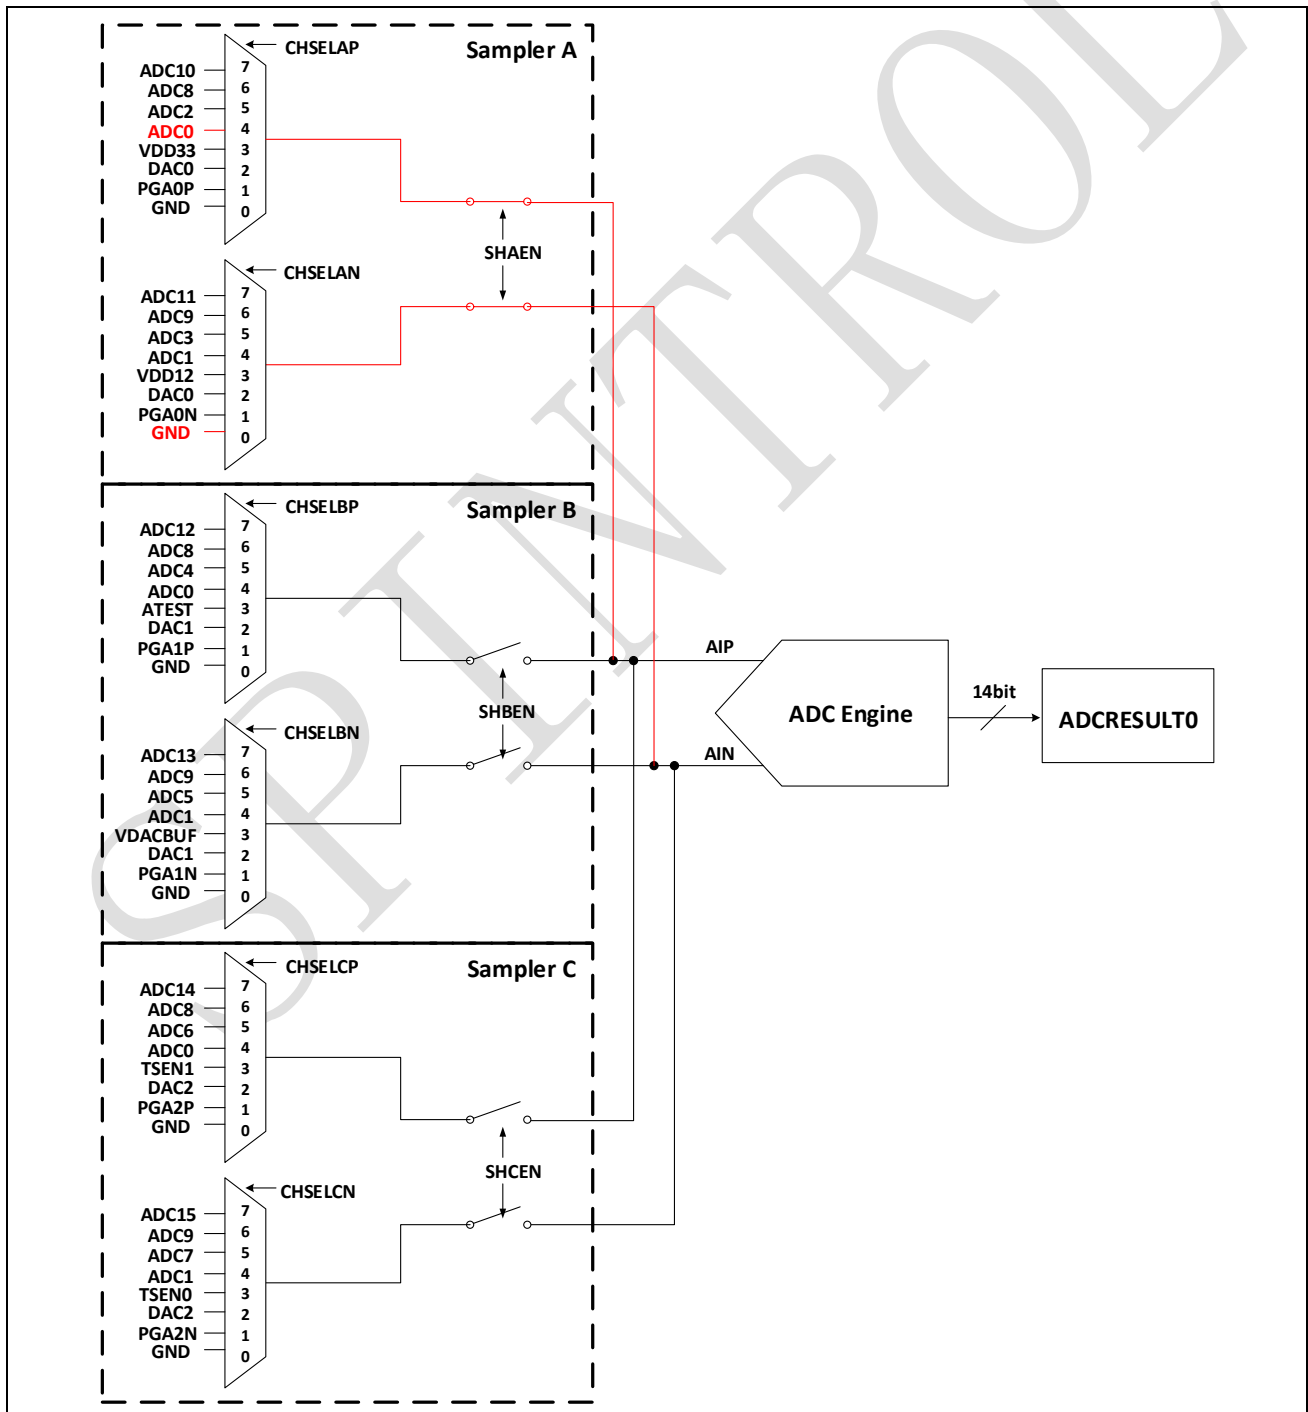 Sampler A
CHSELAP
ADC10 7
ADC8 6
ADC2 5
ADC0 4
VDD33 3
DAC0 2
PGA0P 1
GND 0
SHAEN
CHSELAN
ADC11 7
ADC9 6
ADC3 5
ADC1 4
VDD12 3
DAC0 2
PGA0N 1
GND 0
Sampler B
CHSELBP
ADC12 7
ADC8 6
ADC4 5
ADC0 4
ATEST 3
DAC1 2
PGA1P 1
GND 0
SHBEN
CHSELBN
ADC13 7
ADC9 6
ADC5 5
ADC1 4
VDACBUF 3
DAC1 2
PGA1N 1
GND 0
Sampler C
CHSELCP
ADC14 7
ADC8 6
ADC6 5
ADC0 4
TSEN1 3
DAC2 2
PGA2P 1
GND 0
SHCEN
CHSELCN
ADC15 7
ADC9 6
ADC7 5
ADC1 4
TSEN0 3
DAC2 2
PGA2N 1
GND 0
AIP
AIN
ADC Engine
14bit
ADCRESULT0
SPINTROL